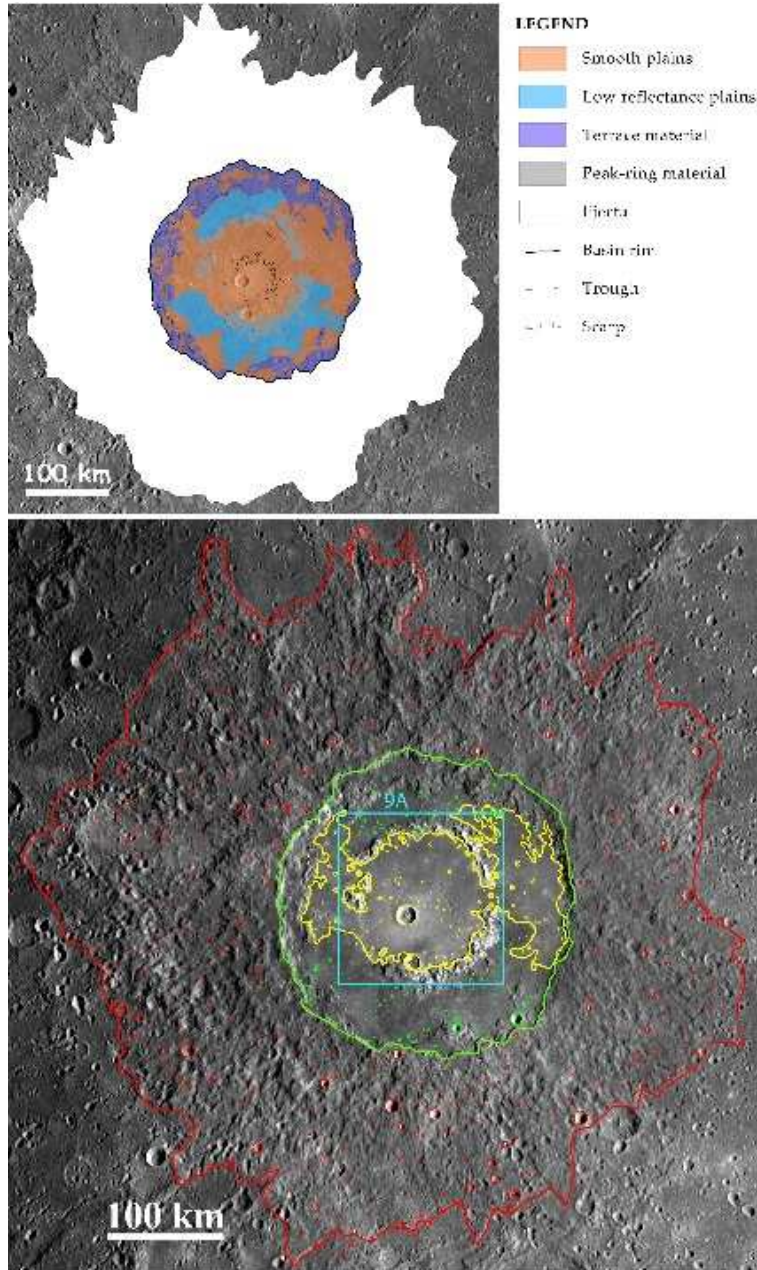 LEGEND
Smooth plains
Low reflectance plains
Terrace material
Peak-ring material
Ejecta
Basin rim
Trough
Scarp
100 km
9A
100 km